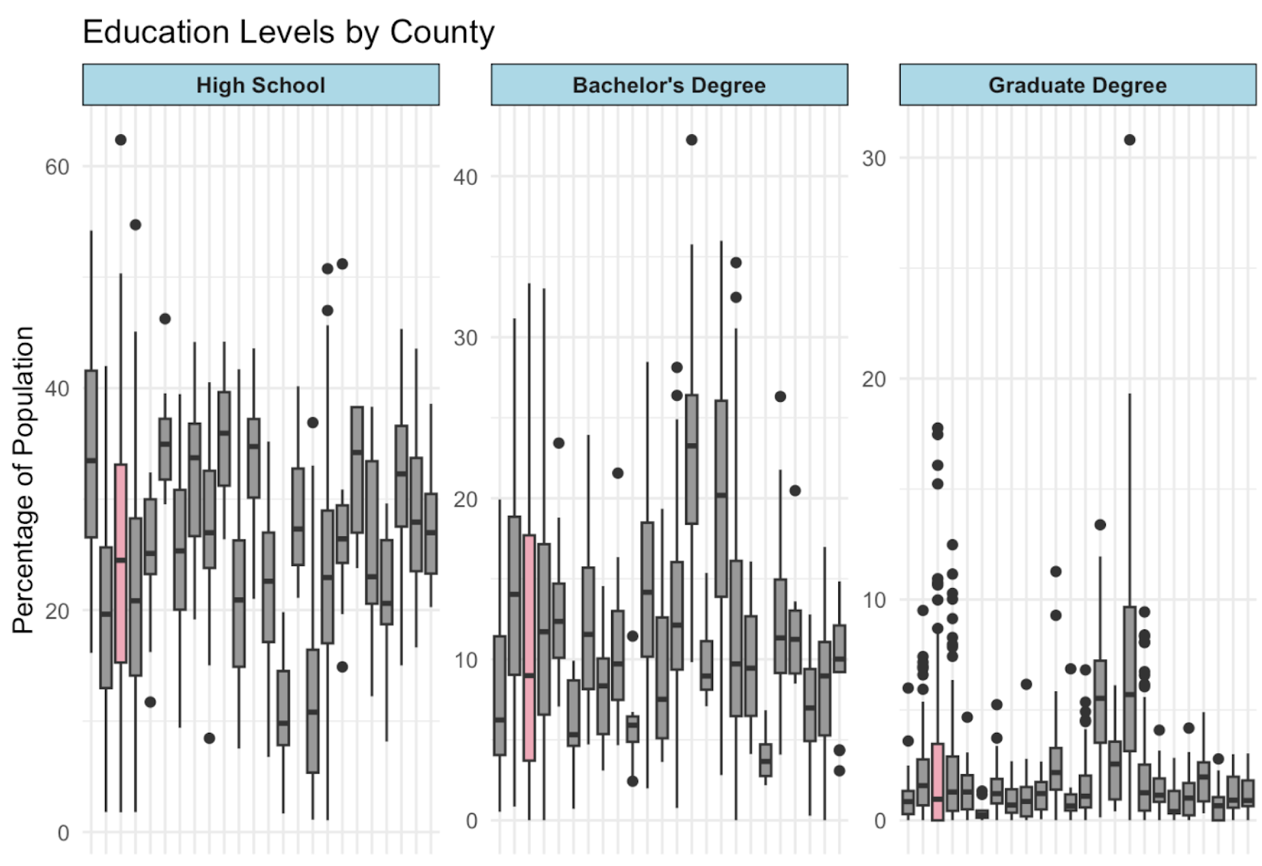 Education Levels by County
High School
Bachelor's Degree
Graduate Degree
Percentage of Population
60
40
20
0
40
30
20
10
0
30
20
10
0